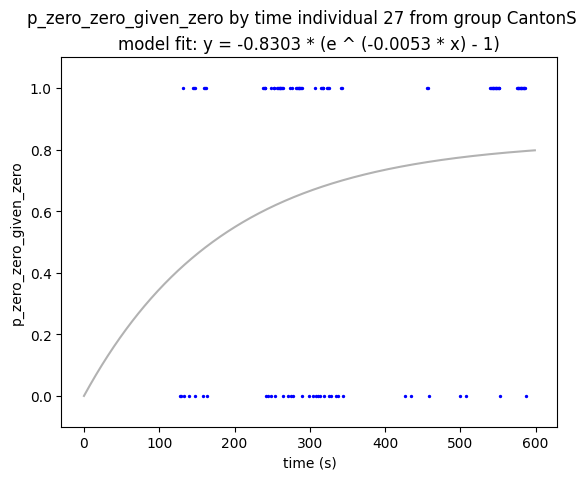 p_zero_zero_given_zero by time individual 27 from group CantonS
model fit: y = -0.8303 * (e ^ (-0.0053 * x) - 1)
1.0
0.8
0.6
0.4
0.2
0.0
p_zero_zero_given_zero
0 100 200 300 400 500 600
time (s)